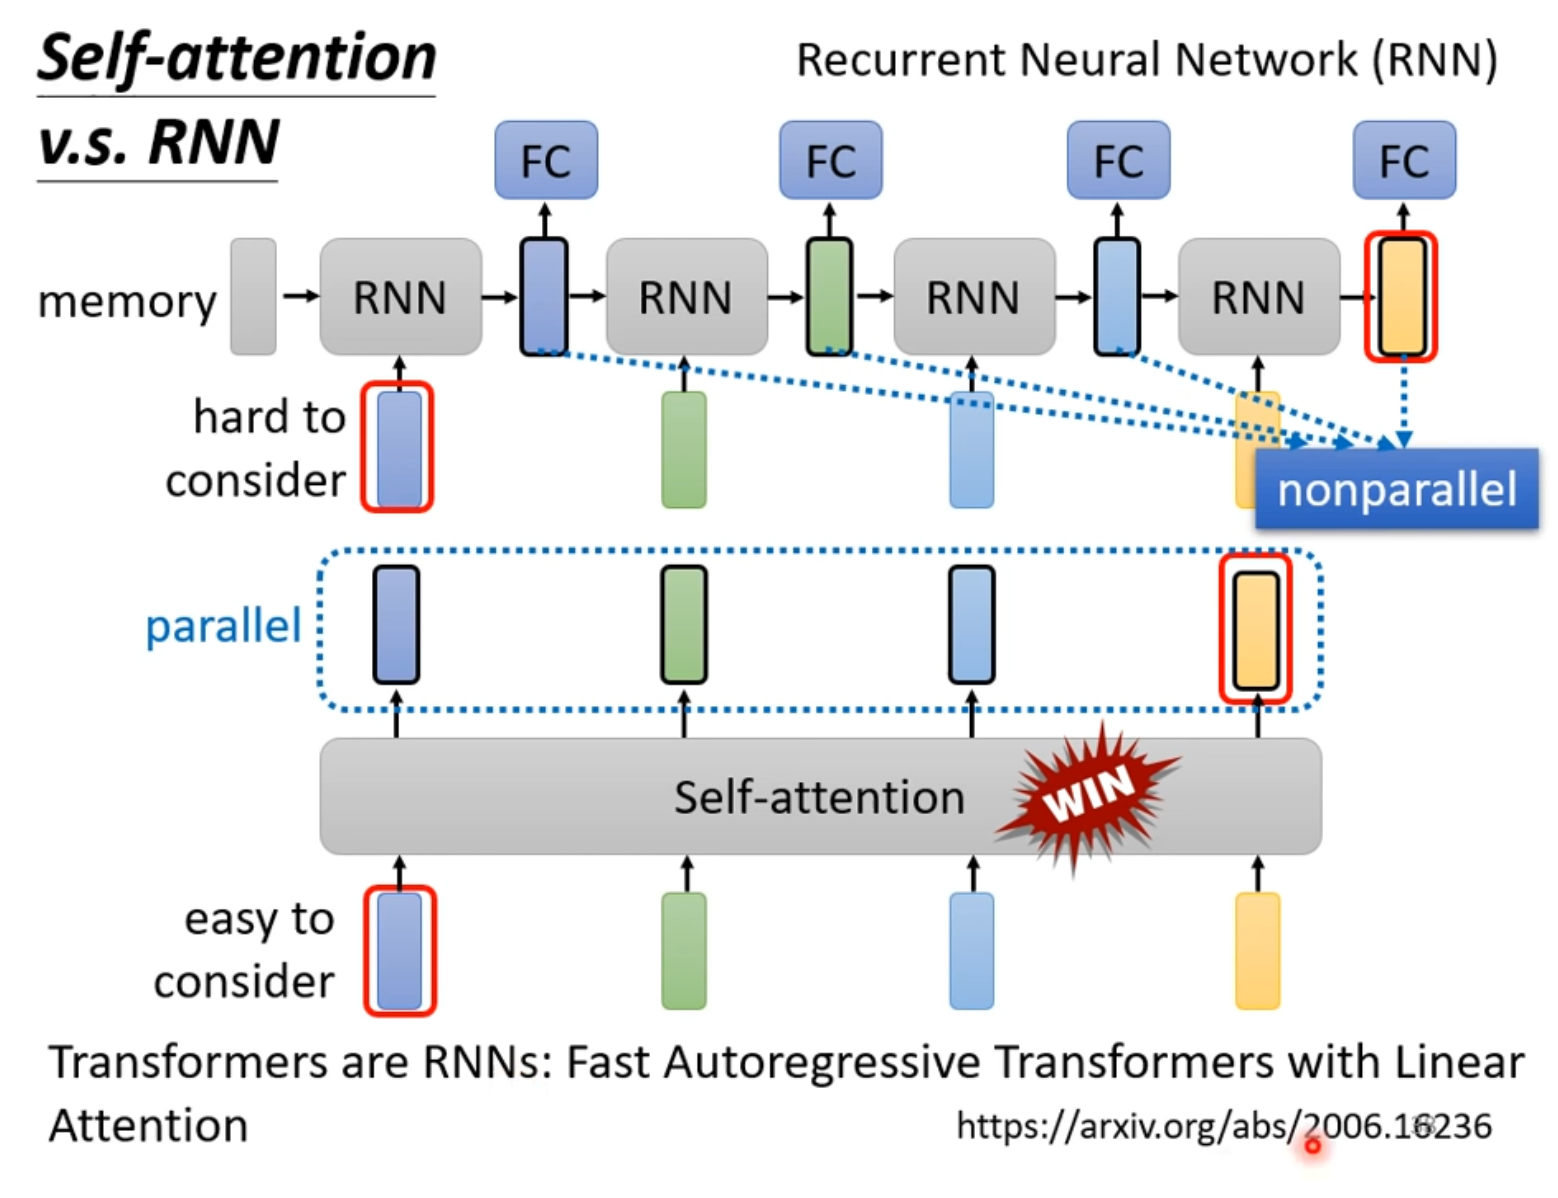 Self-attention
v.s. RNN
Recurrent Neural Network (RNN)
FC FC FC FC
memory RNN RNN RNN RNN
hard to
consider
nonparallel
parallel
Self-attention WIN
easy to
consider
Transformers are RNNs: Fast Autoregressive Transformers with Linear
Attention
https://arxiv.org/abs/2006.16236
38